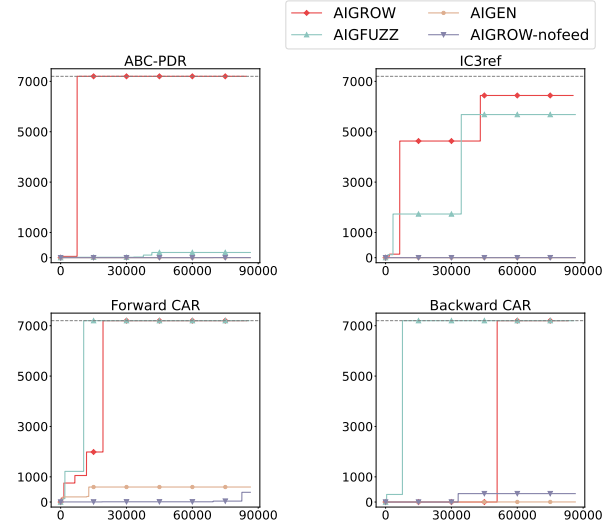 AIGROW AIGEN
AIGFUZZ AIGROW-nofeed
ABC-PDR IC3ref
7000 7000
5000 5000
3000 3000
1000 1000
0 0
0 30000 60000 90000 0 30000 60000 90000
Forward CAR Backward CAR
7000 7000
5000 5000
3000 3000
1000 1000
0 0
0 30000 60000 90000 0 30000 60000 90000